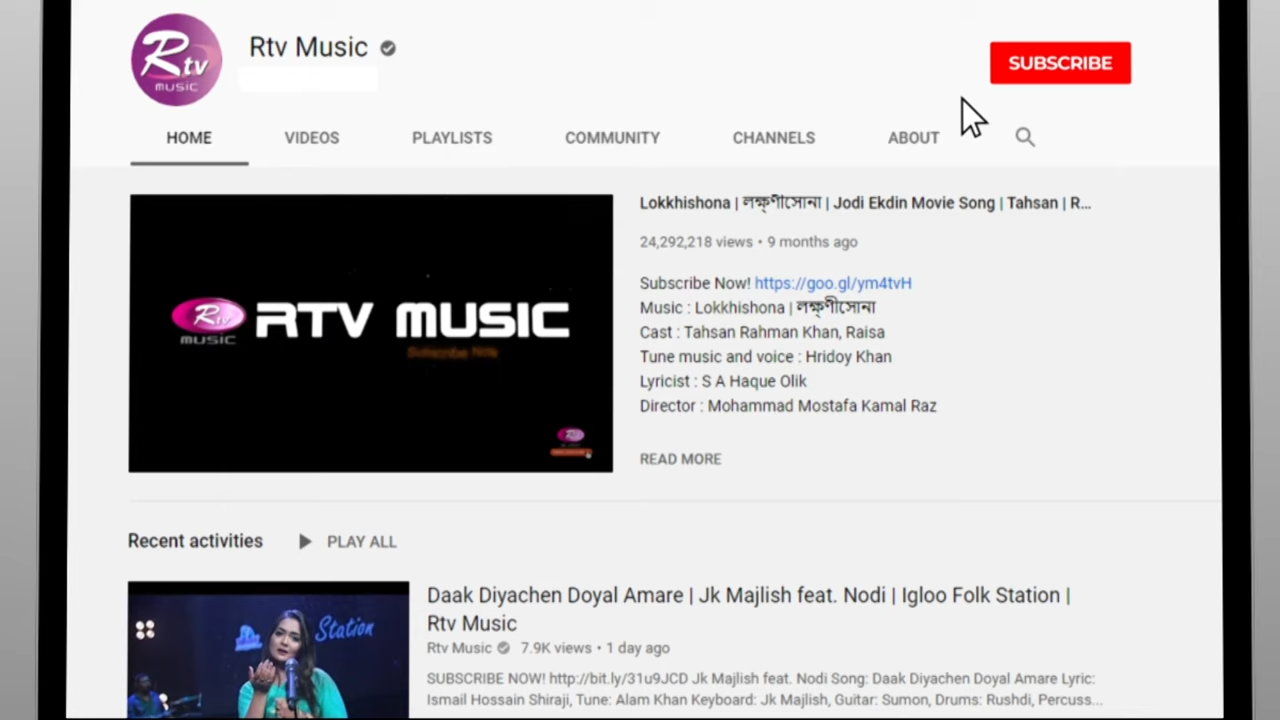 Rtv
MUSIC
Rtv Music
SUBSCRIBE
HOME
VIDEOS
PLAYLISTS
COMMUNITY
CHANNELS
ABOUT
Rtv
MUSIC
RTV MUSIC
Subscribe Now
Lokkhishona | লক্ষ্ণীসোনা | Jodi Ekdin Movie Song | Tahsan | R...
24,292,218 views • 9 months ago
Subscribe Now! https://goo.gl/ym4tvH
Music : Lokkhishona | লক্ষ্ণীসোনা
Cast : Tahsan Rahman Khan, Raisa
Tune music and voice : Hridoy Khan
Lyricist : S A Haque Olik
Director : Mohammad Mostafa Kamal Raz
READ MORE
Recent activities
PLAY ALL
Station
Daak Diyachen Doyal Amare | Jk Majlish feat. Nodi | Igloo Folk Station |
Rtv Music
Rtv Music 7.9K views • 1 day ago
SUBSCRIBE NOW! http://bit.ly/31u9JCD Jk Majlish feat. Nodi Song: Daak Diyachen Doyal Amare Lyric:
Ismail Hossain Shiraji, Tune: Alam Khan Keyboard: Jk Majlish, Guitar: Sumon, Drums: Rushdi, Percuss...